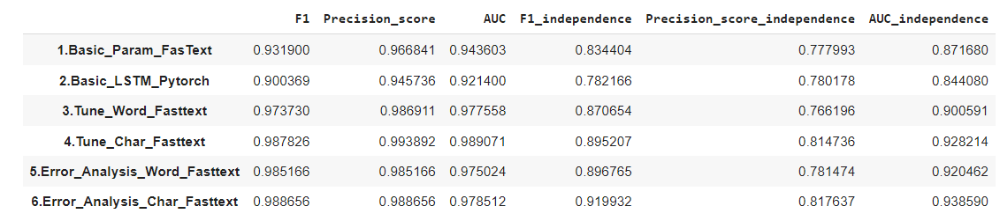 F1 Precision_score AUC F1_independence Precision_score_independence AUC_independence
1.Basic_Param_FasText 0.931900 0.966841 0.943603 0.834404 0.777993 0.871680
2.Basic_LSTM_Pytorch 0.900369 0.945736 0.921400 0.782166 0.780178 0.844080
3.Tune_Word_Fasttext 0.973730 0.986911 0.977558 0.870654 0.766196 0.900591
4.Tune_Char_Fasttext 0.987826 0.993892 0.989071 0.895207 0.814736 0.928214
5.Error_Analysis_Word_Fasttext 0.985166 0.985166 0.975024 0.896765 0.781474 0.920462
6.Error_Analysis_Char_Fasttext 0.988656 0.988656 0.978512 0.919932 0.817637 0.938590